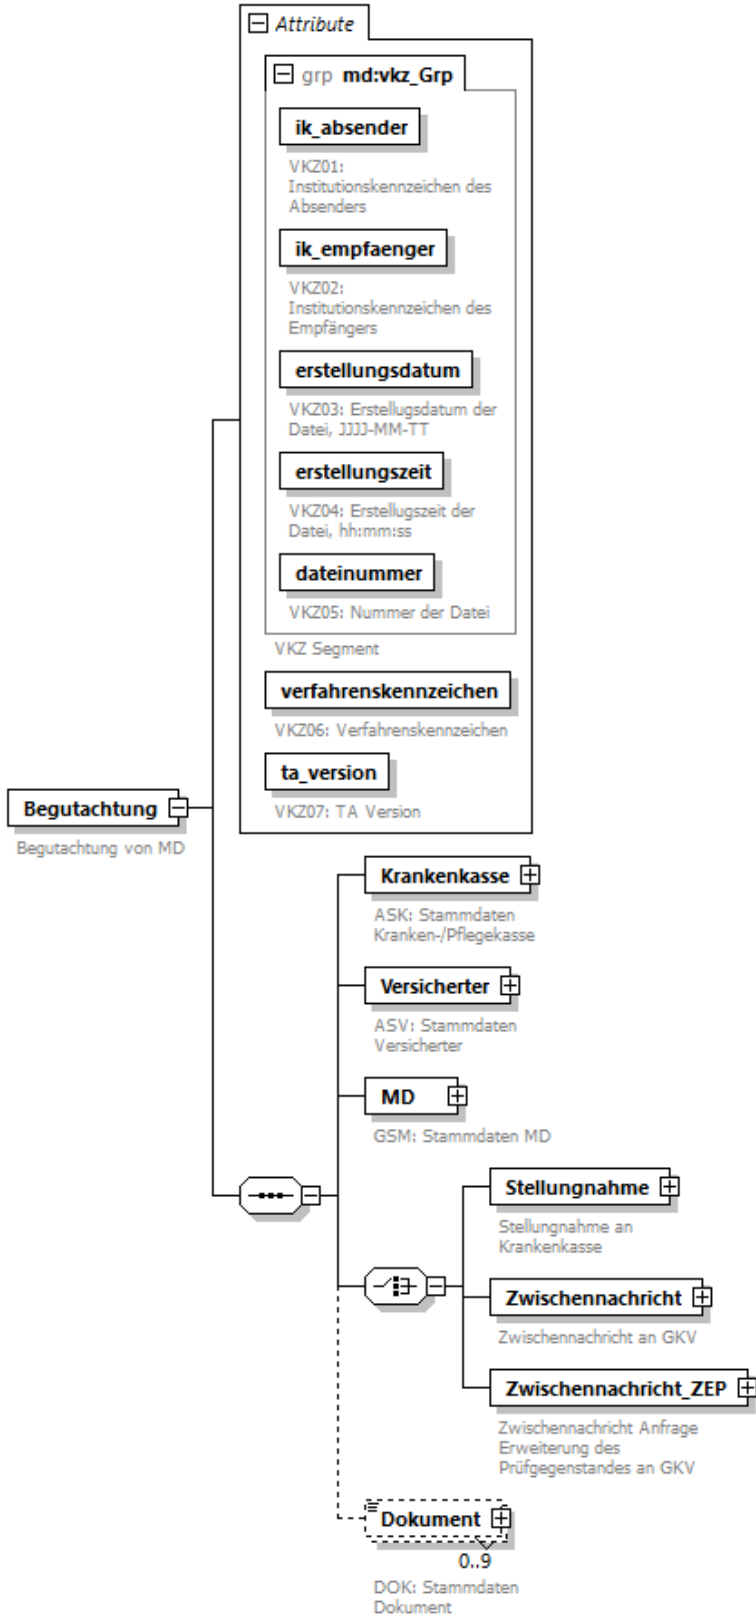 Attribute
grp md:vkz_Grp
ik_absender
VKZ01:
Institutionskennzeichen des
Absenders
ik_empfaenger
VKZ02:
Institutionskennzeichen des
Empfängers
erstellungsdatum
VKZ03: Erstellugsdatum der
Datei, JJJJ-MM-TT
erstellungszeit
VKZ04: Erstellugszeit der
Datei, hh:mm:ss
dateinummer
VKZ05: Nummer der Datei
VKZ Segment
verfahrenskennzeichen
VKZ06: Verfahrenskennzeichen
ta_version
VKZ07: TA Version
Begutachtung
Begutachtung von MD
Krankenkasse
ASK: Stammdaten
Kranken-/Pflegekasse
Versicherter
ASV: Stammdaten
Versicherter
MD
GSM: Stammdaten MD
Stellungnahme
Stellungnahme an
Krankenkasse
Zwischennachricht
Zwischennachricht an GKV
Zwischennachricht_ZEP
Zwischennachricht Anfrage
Erweiterung des
Prüfgegenstandes an GKV
Dokument
0..9
DOK: Stammdaten
Dokument